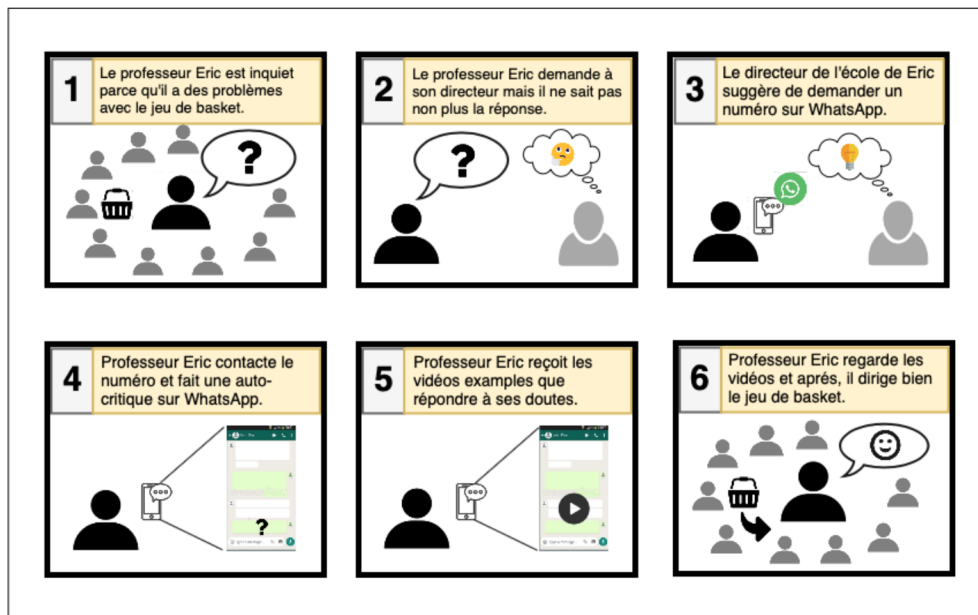 1
Le professeur Eric est inquiet
parce qu'il a des problèmes
avec le jeu de basket.
?
2
Le professeur Eric demande à
son directeur mais il ne sait pas
non plus la réponse.
?
3
Le directeur de l'école de Eric
suggère de demander un
numéro sur WhatsApp.
4
Professeur Eric contacte le
numéro et fait une auto-
critique sur WhatsApp.
?
5
Professeur Eric reçoit les
vidéos examples que
répondre à ses doutes.
6
Professeur Eric regarde les
vidéos et aprés, il dirige bien
le jeu de basket.